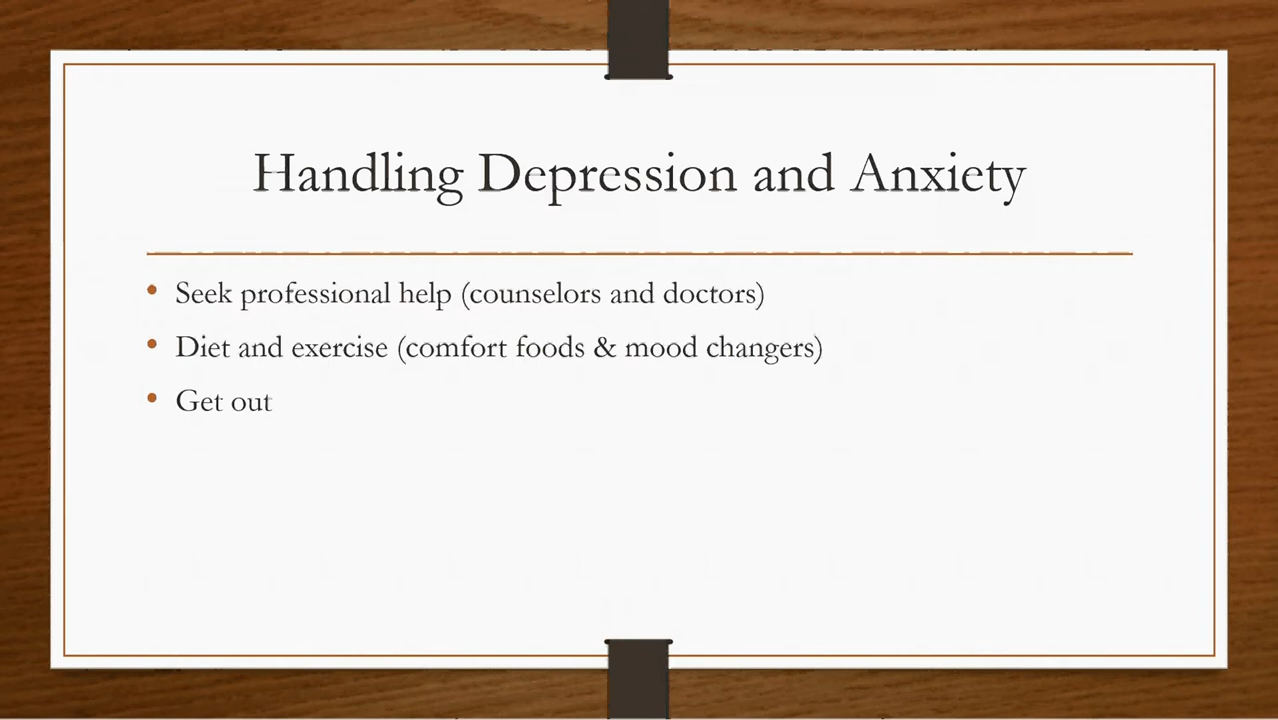 Handling Depression and Anxiety
• Seek professional help (counselors and doctors)
• Diet and exercise (comfort foods & mood changers)
• Get out